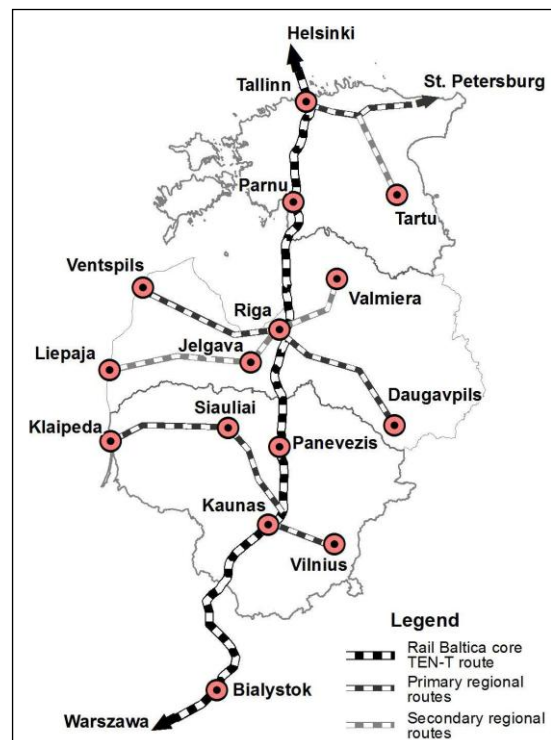 Helsinki
Tallinn
St. Petersburg
Parnu
Tartu
Ventspils
Valmiera
Riga
Jelgava
Liepaja
Daugavpils
Siauliai
Klaipeda
Panevezis
Kaunas
Vilnius
Legend
Rail Baltica core
TEN-T route
Bialystok
Primary regional
routes
Warszawa
Secondary regional
routes